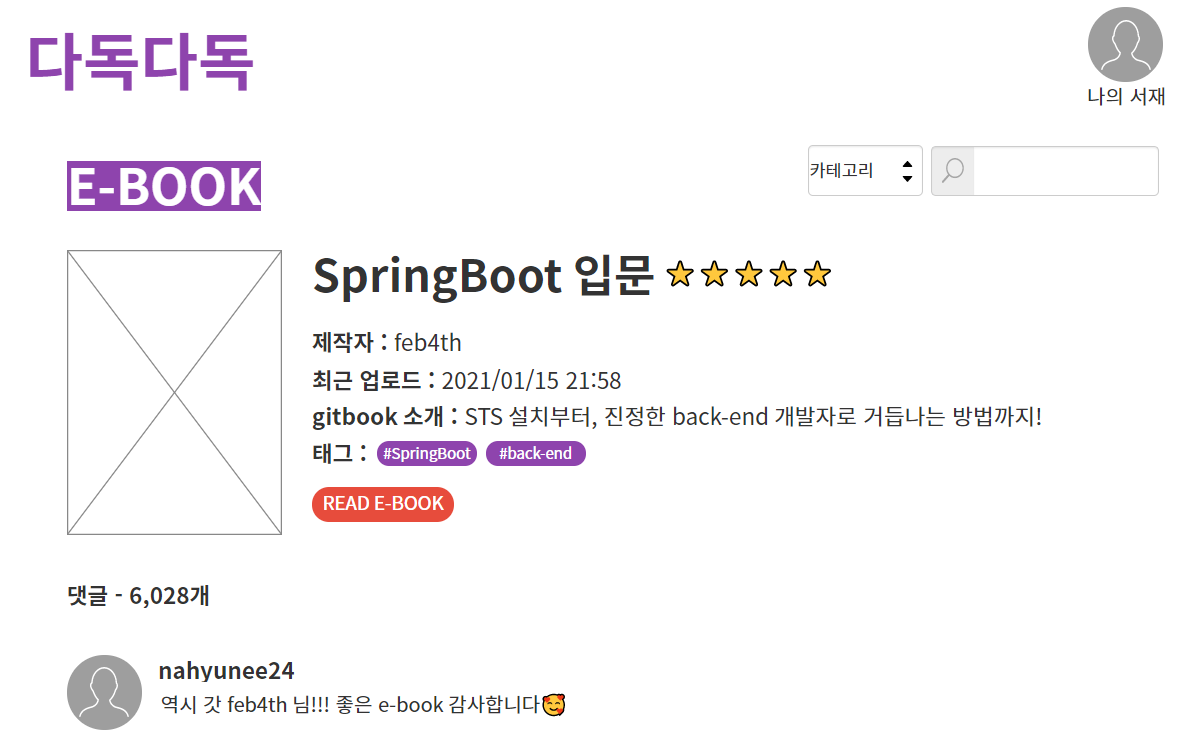 다독다독
나의 서재
E-BOOK
카테고리
SpringBoot 입문 ⭐⭐⭐⭐⭐
제작자 : feb4th
최근 업로드 : 2021/01/15 21:58
gitbook 소개 : STS 설치부터, 진정한 back-end 개발자로 거듭나는 방법까지!
태그 : #SpringBoot #back-end
READ E-BOOK
댓글 - 6,028개
nahyunee24
역시 갓 feb4th 님!!! 좋은 e-book 감사합니다🥰